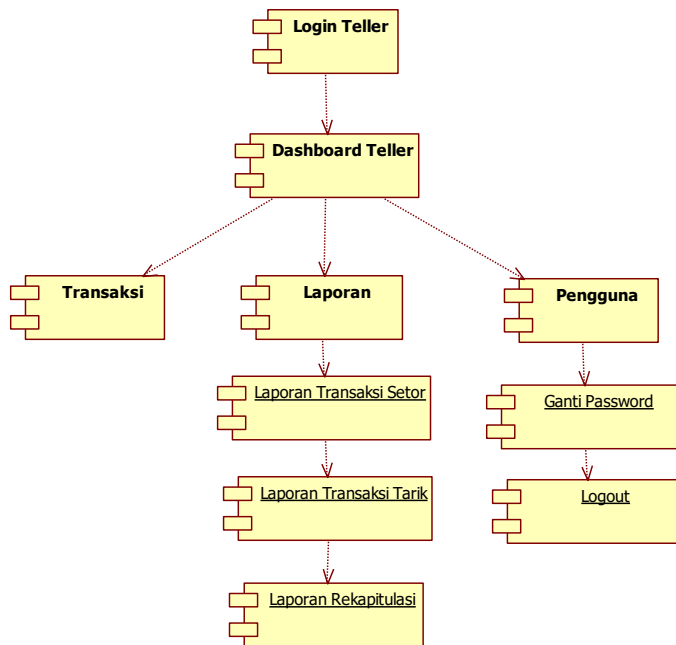 Login Teller
Dashboard Teller
Transaksi
Laporan
Pengguna
Laporan Transaksi Setor
Ganti Password
Laporan Transaksi Tarik
Logout
Laporan Rekapitulasi